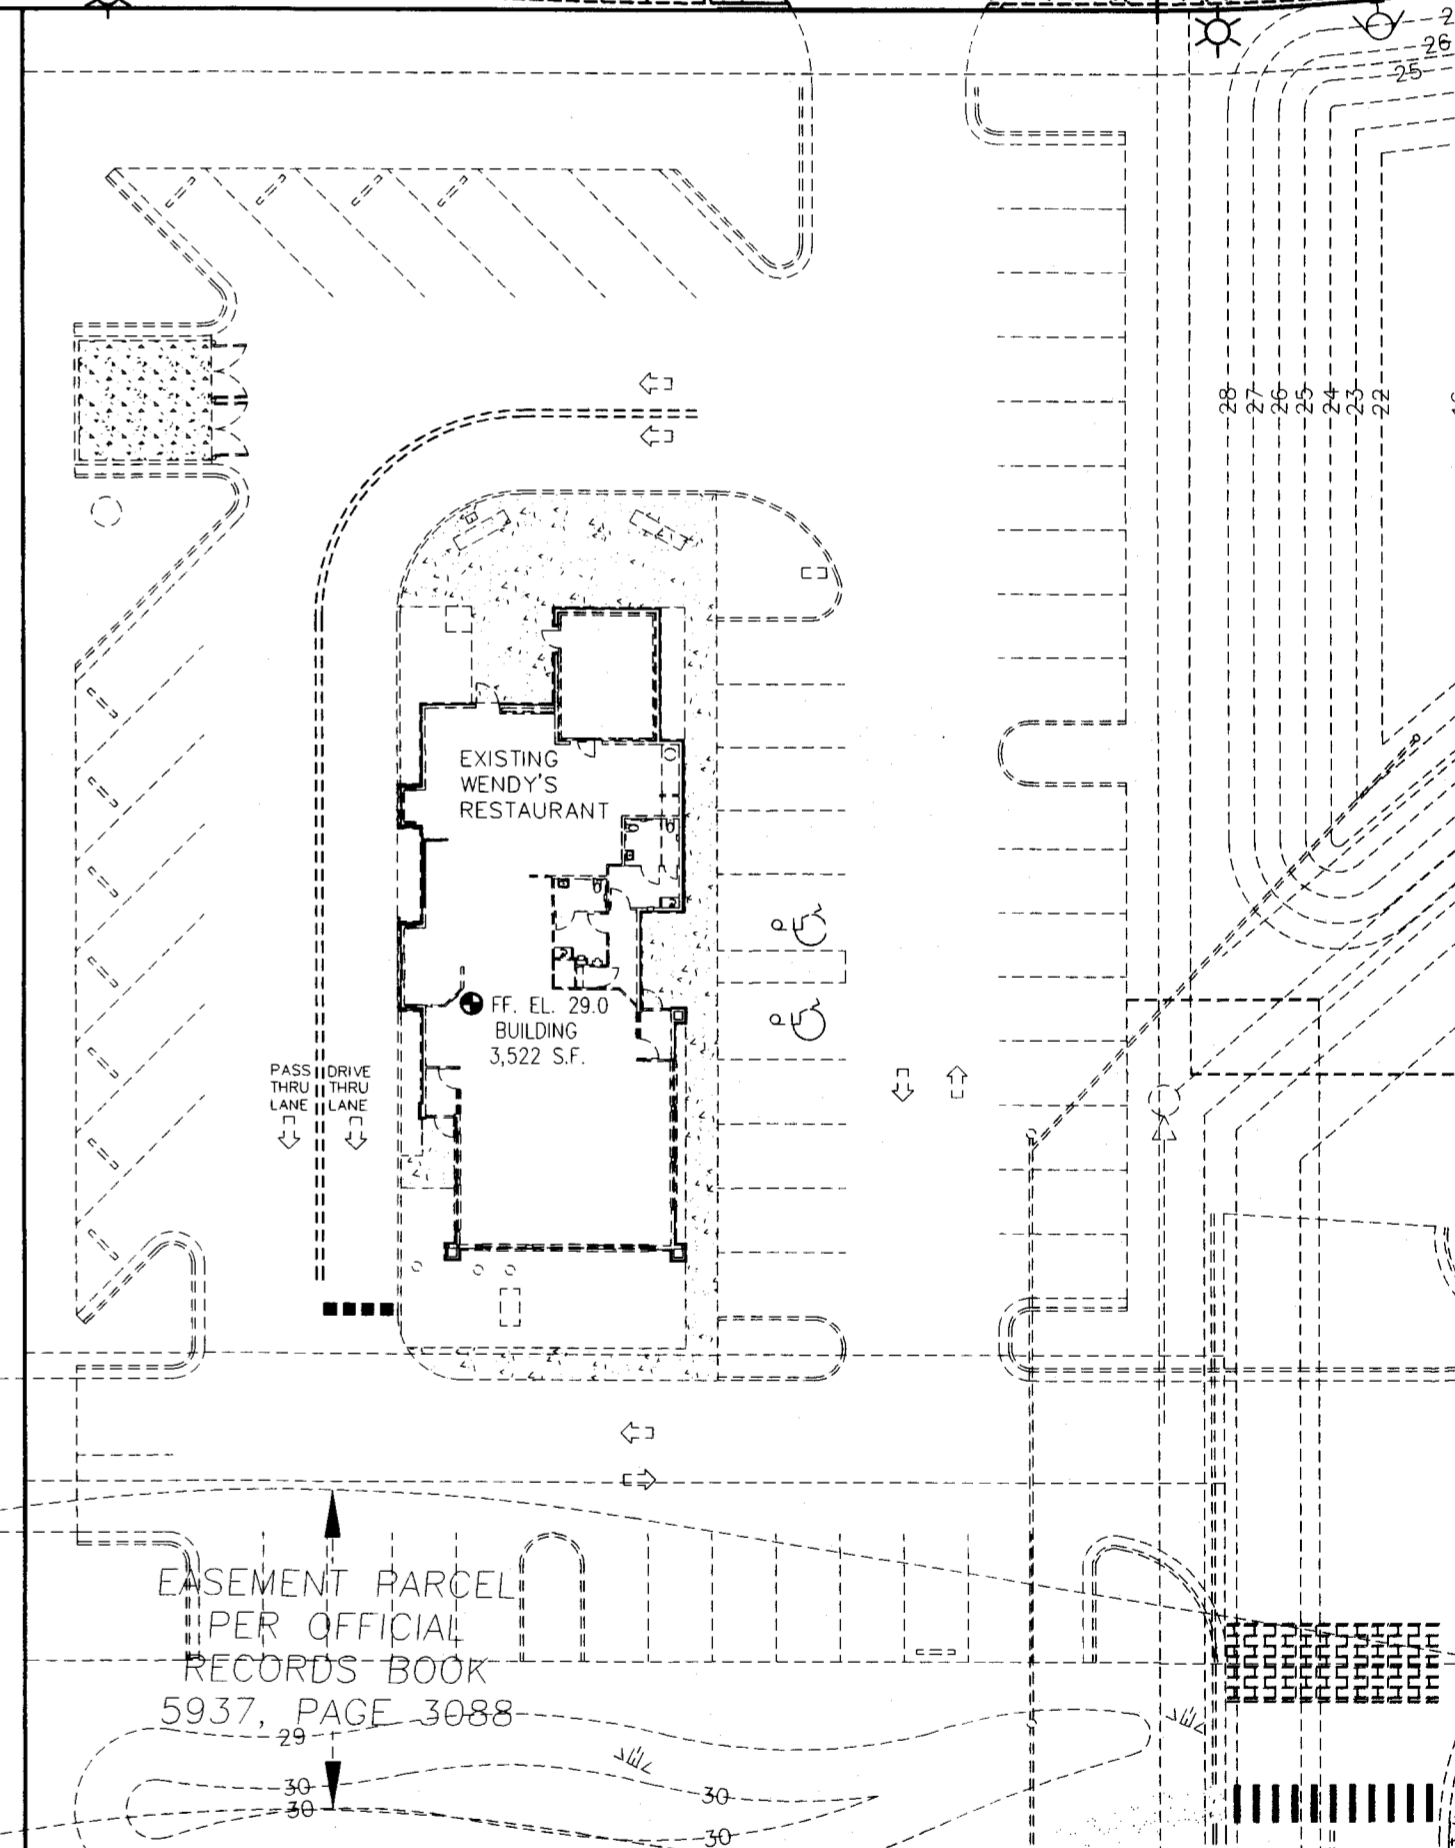 26
25
28
27
26
25
24
23
22
EXISTING
WENDY'S
RESTAURANT
FF. EL. 29.0
BUILDING
3,522 S.F.
PASS
THRU
LANE
DRIVE
THRU
LANE
EASEMENT PARCEL
PER OFFICIAL
RECORDS BOOK
5937, PAGE 3088
29
30
30
30
30